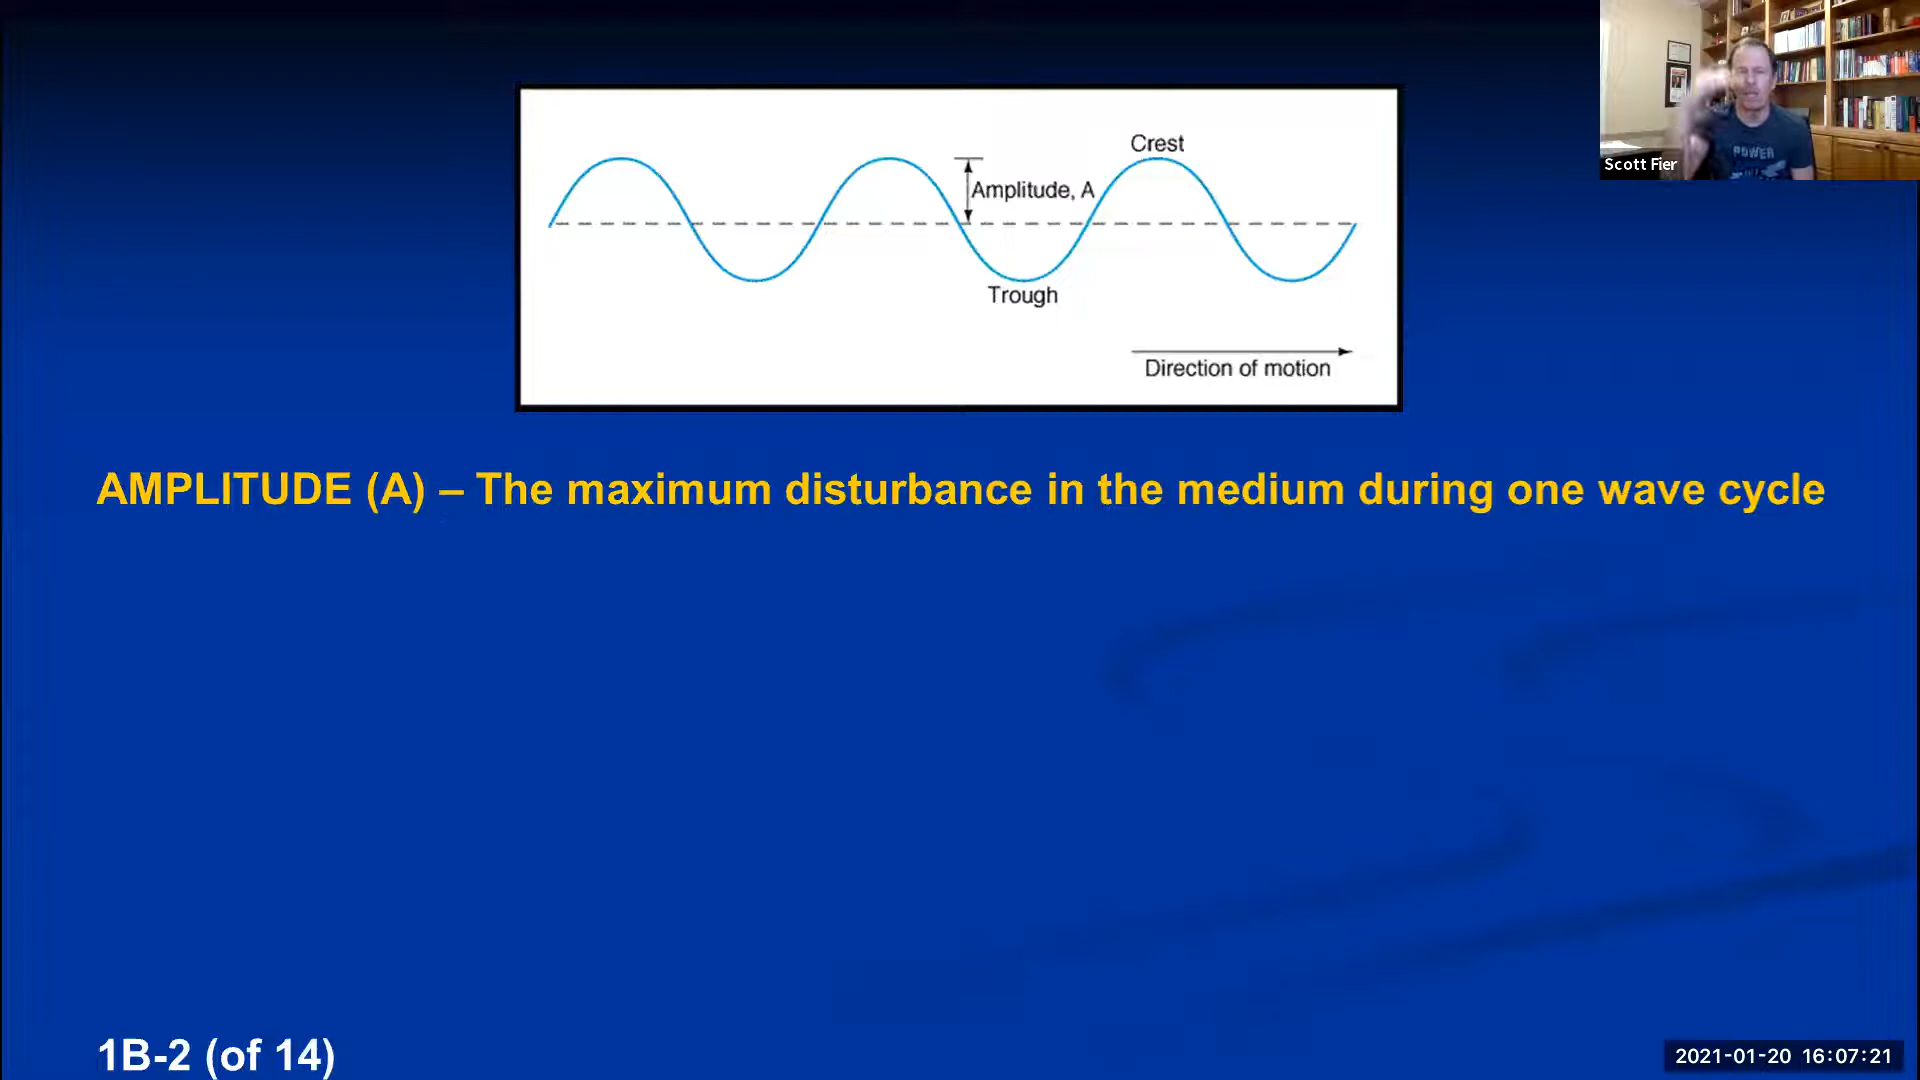 Crest
Amplitude, A
Trough
Direction of motion
POWER
Scott Fier
AMPLITUDE (A) – The maximum disturbance in the medium during one wave cycle
1B-2 (of 14)
2021-01-20 16:07:21